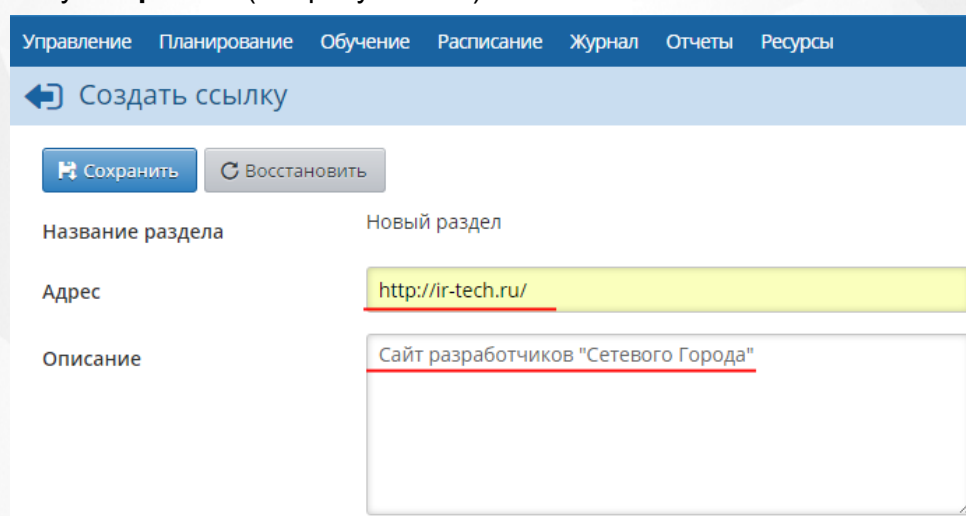 Управление Планирование Обучение Расписание Журнал Отчеты Ресурсы
Создать ссылку
Сохранить Восстановить
Название раздела Новый раздел
Адрес http://ir-tech.ru/
Описание Сайт разработчиков "Сетевого Города"